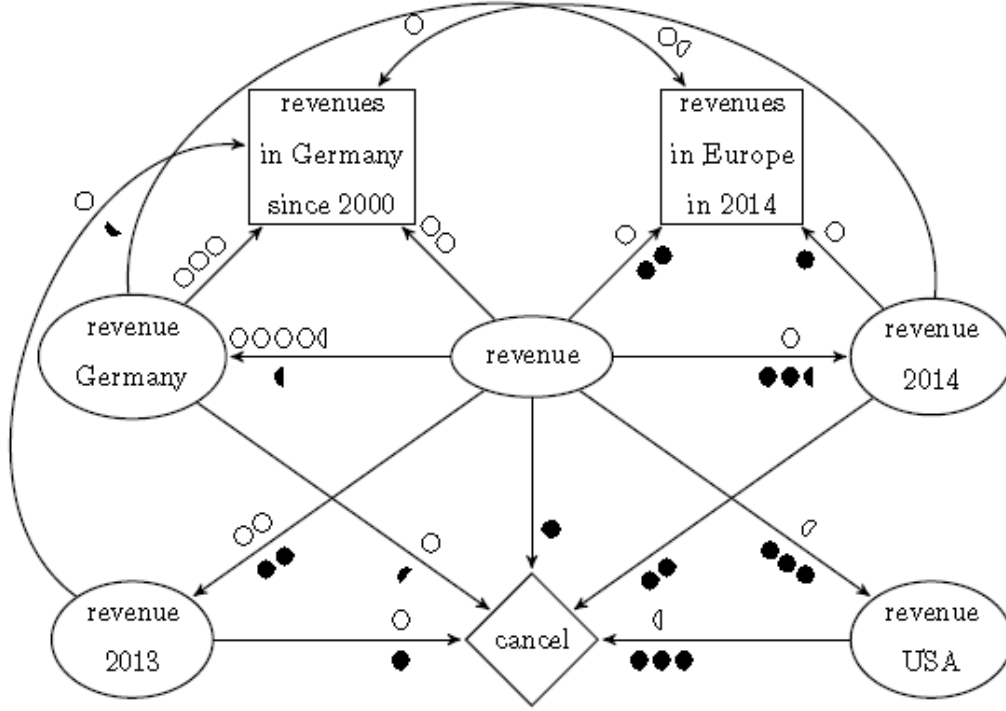 revenues
in Germany
since 2000
revenues
in Europe
in 2014
revenue
Germany
revenue
revenue
2014
revenue
2013
cancel
revenue
USA